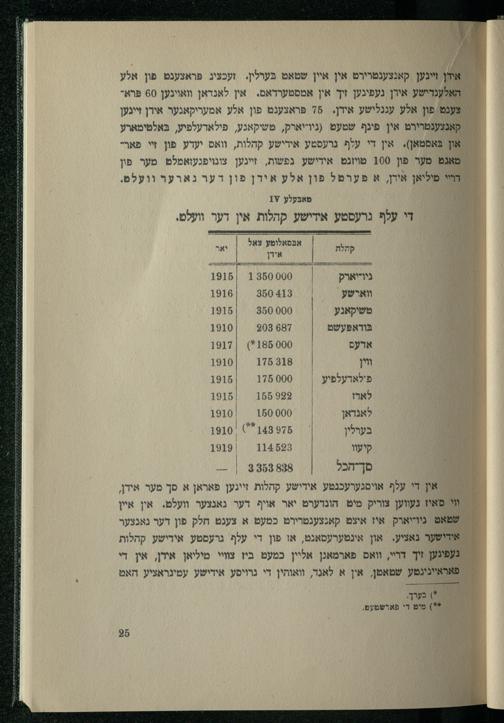 אידן זיינען קאנצענטרירט אין איין שטאט בערלין. זעכציג פראצענט פון אלע
האלענדישע אידן געפינען זיך אין אמסטערדאם. אין לאנדאן וואוינען 60 פרא־
צענט פון אלע ענגלישע אידן. 75 פראצענט פון אלע אמעריקאנער אידן זיינען
קאנצענטרירט אין פינף שטעט (ניו־יארק, טשיקאגע, פילאדעלפיע, באלטימארע
און באסטאן). אין די עלף גרעסטע אידישע קהלות, וואס יעדע פון זיי פאר־
מאגט מער פון 100 טויזנט אידישע נפשות, זיינען צונויפגעזאמלט מער פון
דריי מיליאן אידן, א פערטל פון אלע אידן פון דער גארער וועלט.
טאבעלע IV
די עלף גרעסטע אידישע קהלות אין דער וועלט.
קהלה אבסאלוטע צאל אידן יאר
ניו־יארק 1 350 000 1915
ווארשע 350 413 1916
טשיקאגע 350 000 1915
בודאפעשט 203 687 1910
אדעס 185 000 *) 1917
ווין 175 318 1910
פילאדעלפיע 175 000 1915
לאדז 155 922 1915
לאנדאן 150 000 1910
בערלין 143 975 **) 1910
קיעוו 114 523 1919
סך־הכל 3 353 838 —
אין די עלף אויסגערעכנטע אידישע קהלות זיינען פאראן א סך מער אידן,
ווי ס'איז געווען צוריק מיט הונדערט יאר אויף דער גאנצער וועלט. אין איין
שטאט ניו־יארק איז איצט קאנצענטרירט כמעט א צענט חלק פון דער גאנצער
אידישער נאציע. און אינטערעסאנט, אז פון די עלף גרעסטע אידישע קהלות
געפינען זיך דריי, וואס פארמאגן אליין כמעט ביז צוויי מיליאן אידן, אין די
פאראייניגטע שטאטן, אין א לאנד, וואוהין די גרויסע אידישע עמיגראציע האט
*) בערך.
**) מיט די פארשטעט.
25